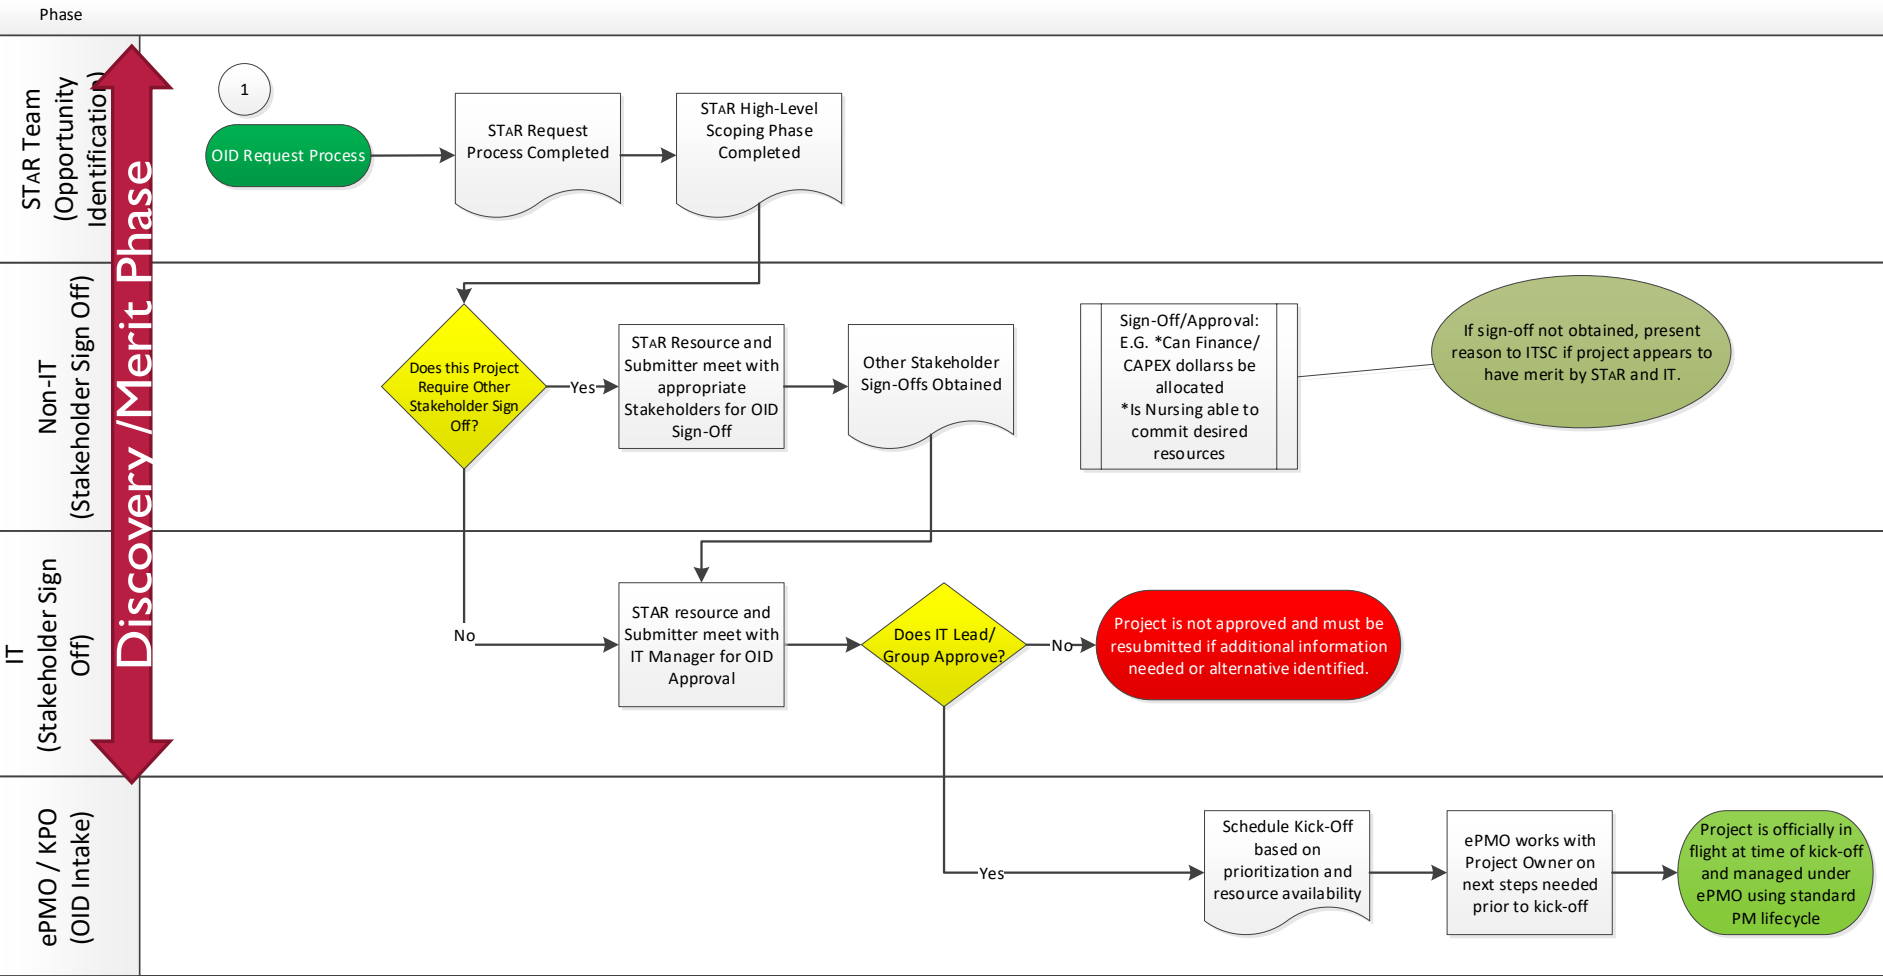 Phase
STAR Team
(Opportunity
Identification)
Discovery /Merit Phase
1
OID Request Process
STAR Request
Process Completed
STAR High-Level
Scoping Phase
Completed
Non-IT
(Stakeholder Sign Off)
Does this Project
Require Other
Stakeholder Sign
Off?
Yes
STAR Resource and
Submitter meet with
appropriate
Stakeholders for OID
Sign-Off
Other Stakeholder
Sign-Offs Obtained
Sign-Off/Approval:
E.G. *Can Finance/
CAPEX dollarss be
allocated
*Is Nursing able to
commit desired
resources
If sign-off not obtained, present
reason to ITSC if project appears to
have merit by STAR and IT.
IT
(Stakeholder Sign
Off)
No
STAR resource and
Submitter meet with
IT Manager for OID
Approval
Does IT Lead/
Group Approve?
No
Project is not approved and must be
resubmitted if additional information
needed or alternative identified.
ePMO / KPO
(OID Intake)
Yes
Schedule Kick-Off
based on
prioritization and
resource availability
ePMO works with
Project Owner on
next steps needed
prior to kick-off
Project is officially in
flight at time of kick-off
and managed under
ePMO using standard
PM lifecycle